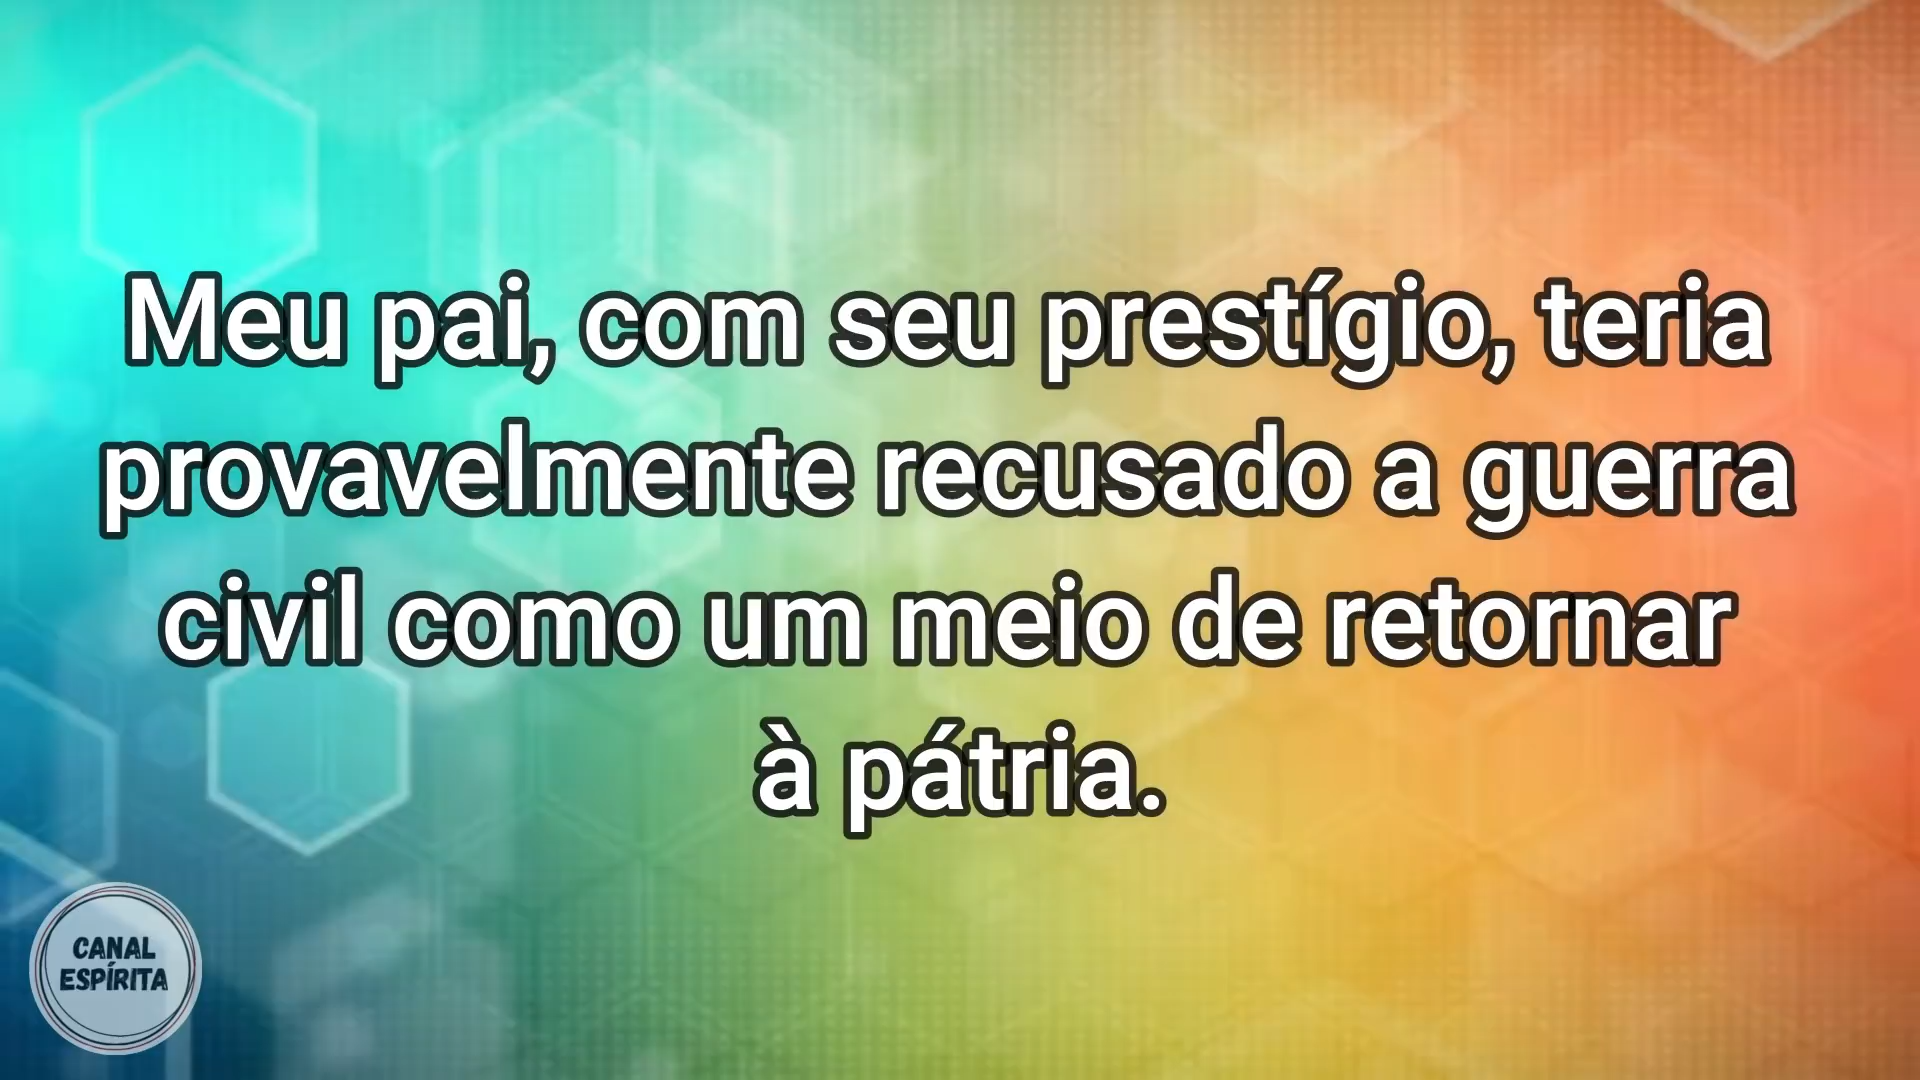 Meu pai, com seu prestígio, teria
provavelmente recusado a guerra
civil como um meio de retornar
à pátria.
CANAL
ESPÍRITA